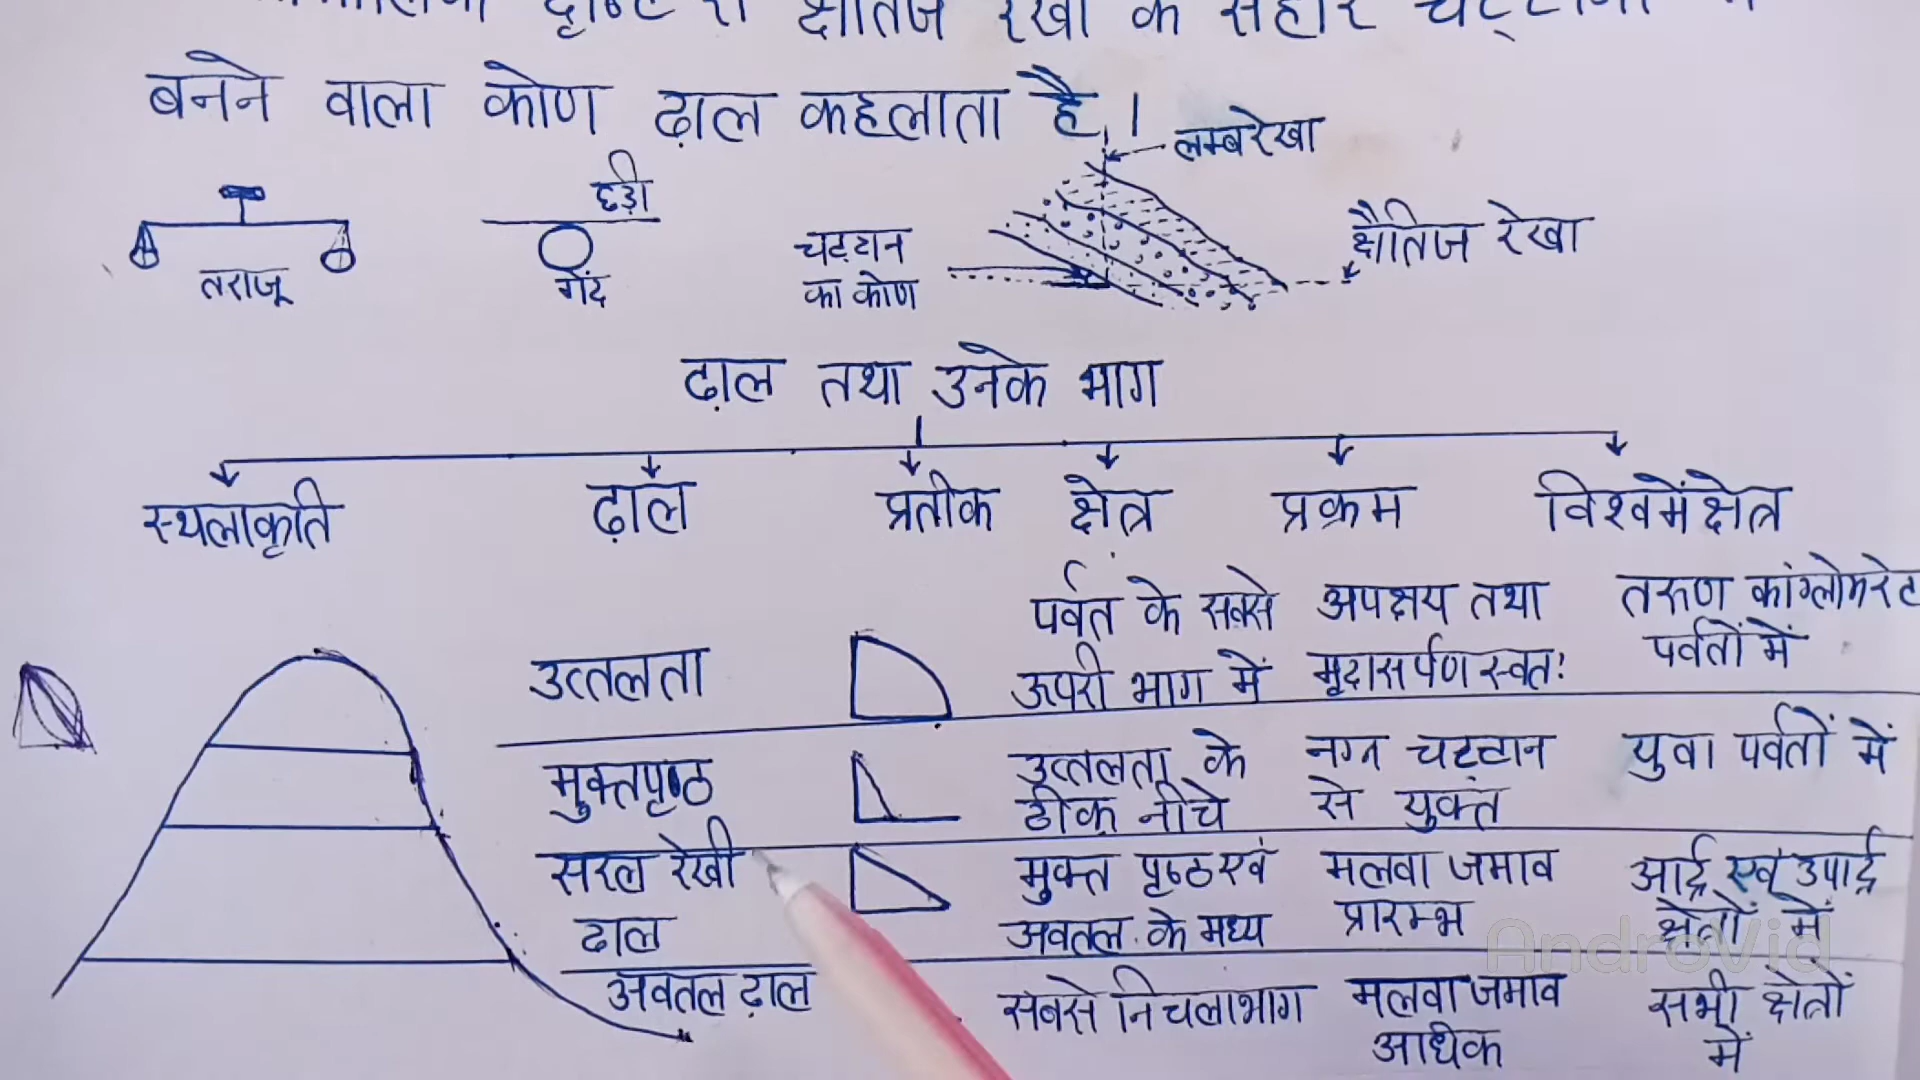 क्षैतिज रेखा के सहारे
बनने वाला कोण ढ़ाल कहलाता है।
लम्बरेखा
छड़ी
तराजू
गेंद
चट्टान
का कोण
क्षैतिज रेखा
ढ़ाल तथा उनके भाग
स्थलाकृति ढ़ाल प्रतीक क्षेत्र प्रक्रम विश्वमेंक्षेत्र
पर्वत के सबसे अपक्षय तथा तरुण कांग्लोमरेट
उत्तलता ऊपरी भाग में मृदासर्पण स्वतः पर्वतों में
मुक्तपृष्ठ उत्तलता के नग्न चट्टान युवा पर्वतों में
ठीक नीचे से युक्त
सरल रेखी मुक्त पृष्ठ एवं मलवा जमाव आर्द्र एवं उपार्द्र
ढाल अवतल के मध्य प्रारम्भ क्षेत्रों में
AndroVid
अवतल ढ़ाल सबसे निचला भाग मलवा जमाव सभी क्षेत्रों
अधिक में